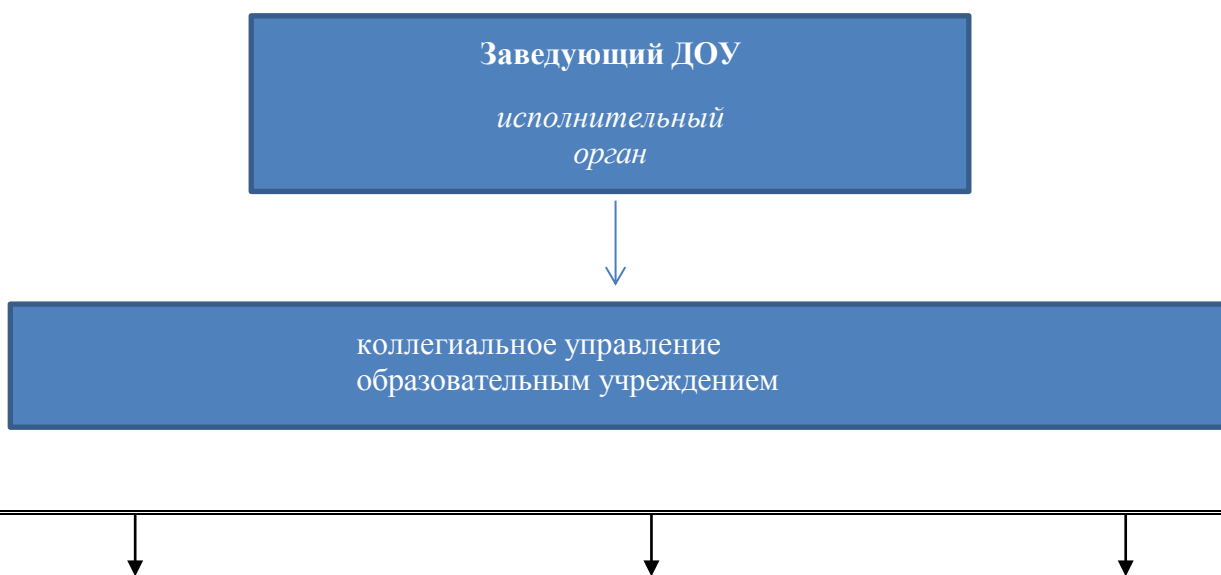 Заведующий ДОУ
исполнительный
орган
коллегиальное управление
образовательным учреждением